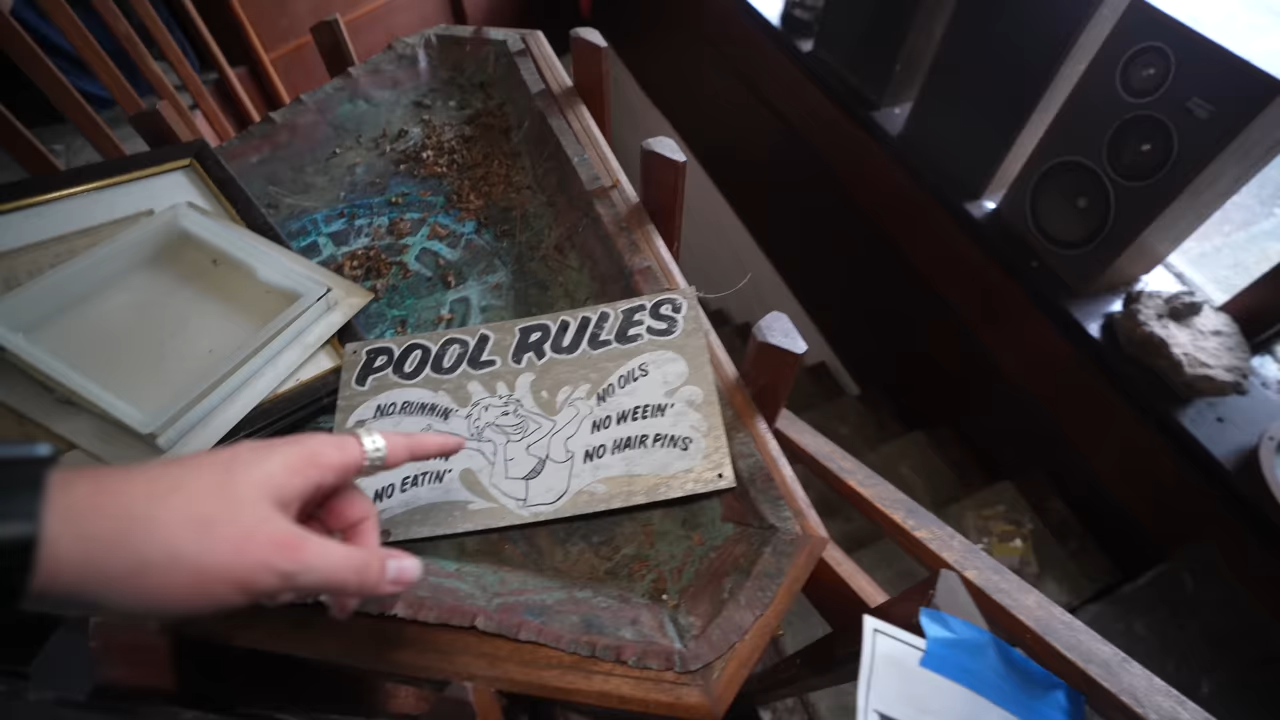 POOL RULES
NO RUNNIN'
NO EATIN'
NO OILS
NO WEEIN'
NO HAIR PINS